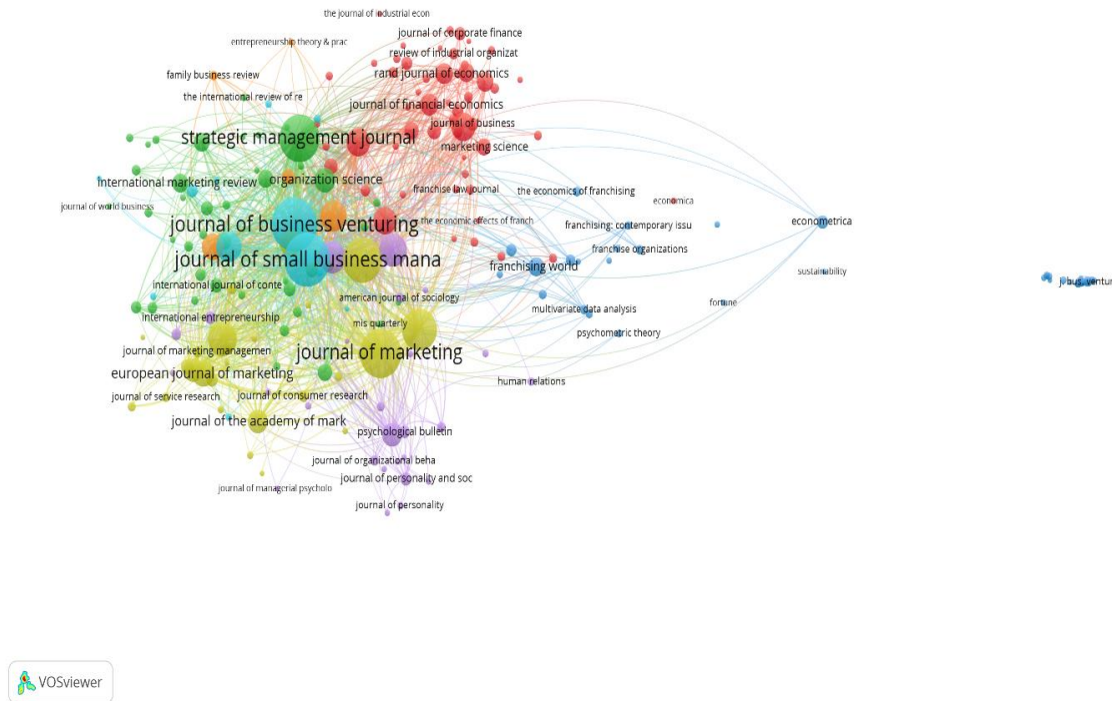 the journal of industrial econ
journal of corporate finance
entrepreneurship theory & prac
review of industrial organizat
family business review
rand journal of economics
the international review of re
journal of financial economics
journal of business
strategic management journal
marketing science
international marketing review
organization science
franchise law journal
the economics of franchising
economica
journal of world business
journal of business venturing
the economic effects of franch
franchising: contemporary issu
econometrica
franchise organizations
journal of small business mana
franchising world
sustainability
j. bus. ventur
international journal of conte
american journal of sociology
fortune
multivariate data analysis
international entrepreneurship
mis quarterly
psychometric theory
journal of marketing managemen
journal of marketing
european journal of marketing
human relations
journal of service research
journal of consumer research
journal of the academy of mark
psychological bulletin
journal of organizational beha
journal of personality and soc
journal of managerial psycholo
journal of personality
VOSviewer